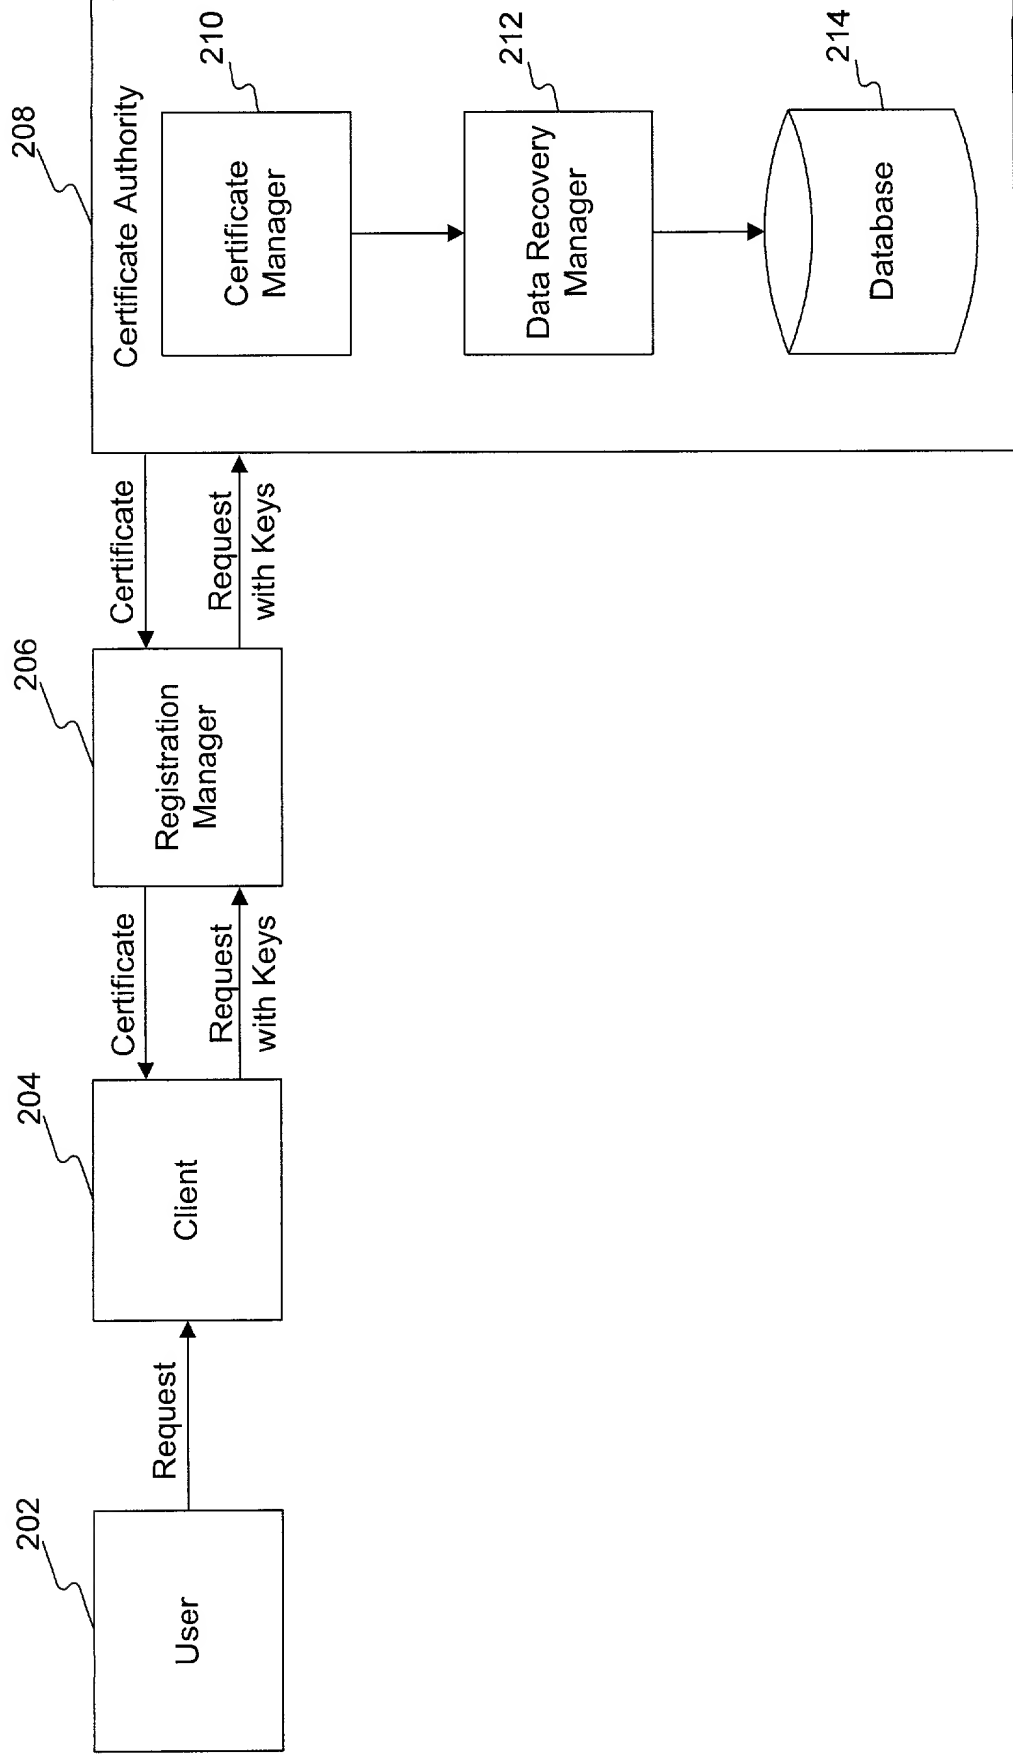 202
User
Request
204
Client
Certificate
Request
with Keys
206
Registration
Manager
Certificate
Request
with Keys
208
Certificate Authority
210
Certificate
Manager
212
Data Recovery
Manager
214
Database